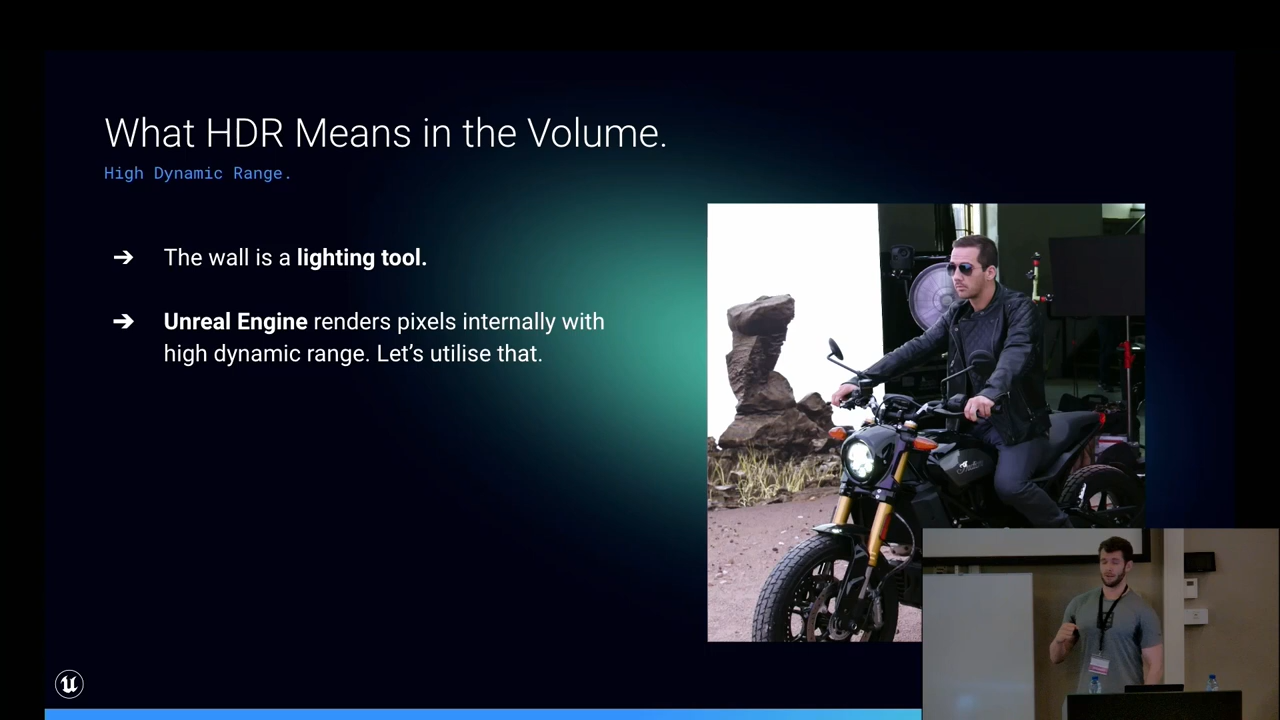 What HDR Means in the Volume.
High Dynamic Range.
➔ The wall is a lighting tool.
➔ Unreal Engine renders pixels internally with
high dynamic range. Let’s utilise that.